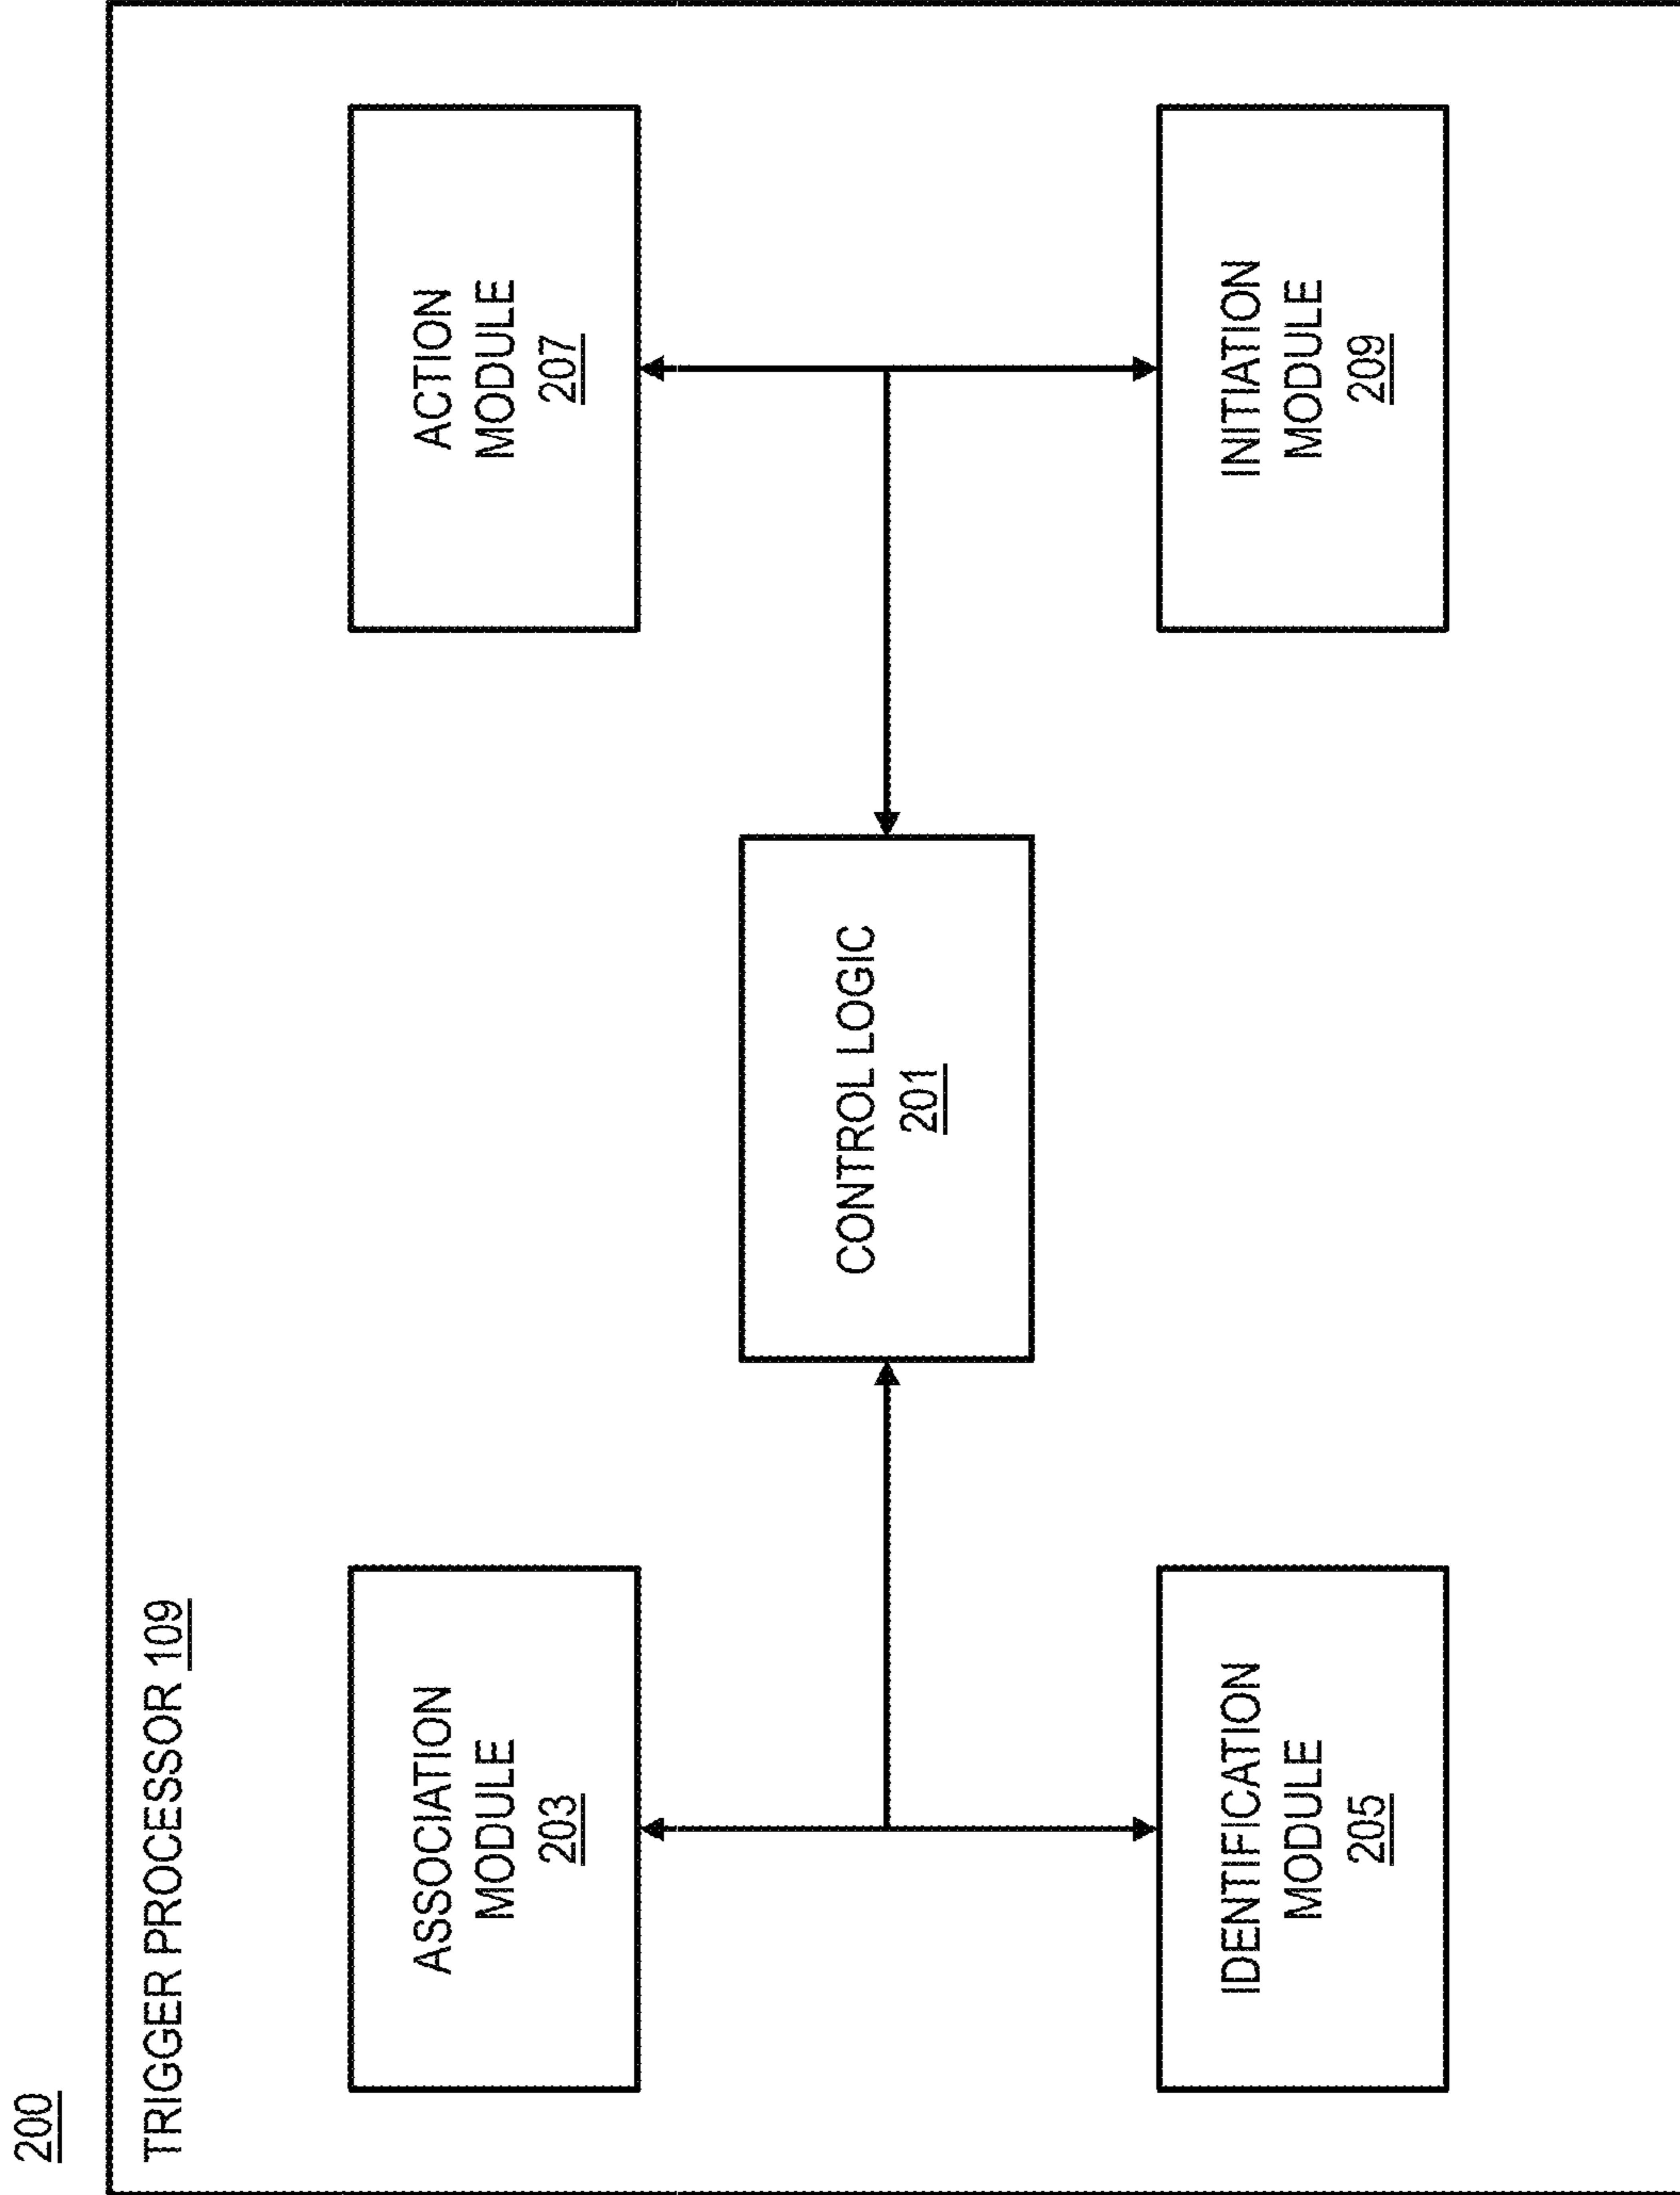 200
TRIGGER PROCESSOR 109
ASSOCIATION
MODULE
203
ACTION
MODULE
207
CONTROL LOGIC
201
IDENTIFICATION
MODULE
205
INITIATION
MODULE
209